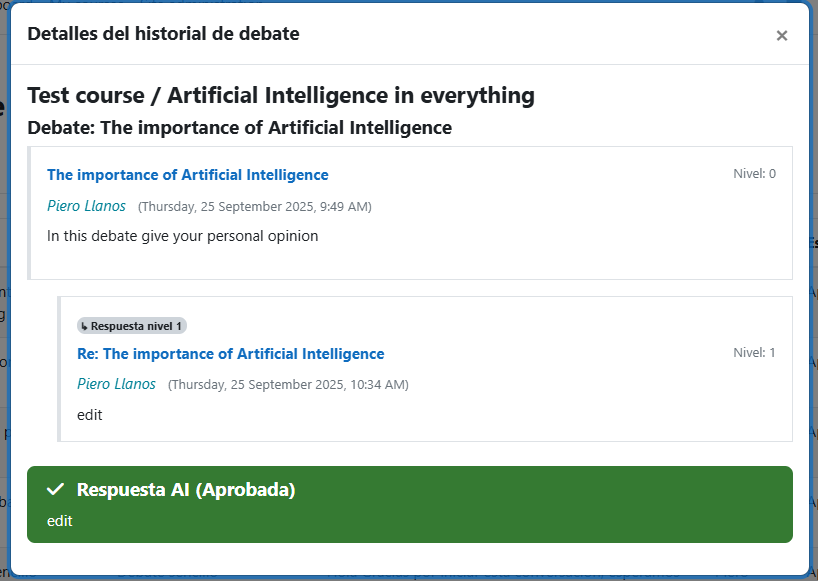 Detalles del historial de debate
×
Test course / Artificial Intelligence in everything
Debate: The importance of Artificial Intelligence
The importance of Artificial Intelligence
Nivel: 0
Piero Llanos (Thursday, 25 September 2025, 9:49 AM)
In this debate give your personal opinion
↳ Respuesta nivel 1
Re: The importance of Artificial Intelligence
Nivel: 1
Piero Llanos (Thursday, 25 September 2025, 10:34 AM)
edit
Respuesta AI (Aprobada)
edit